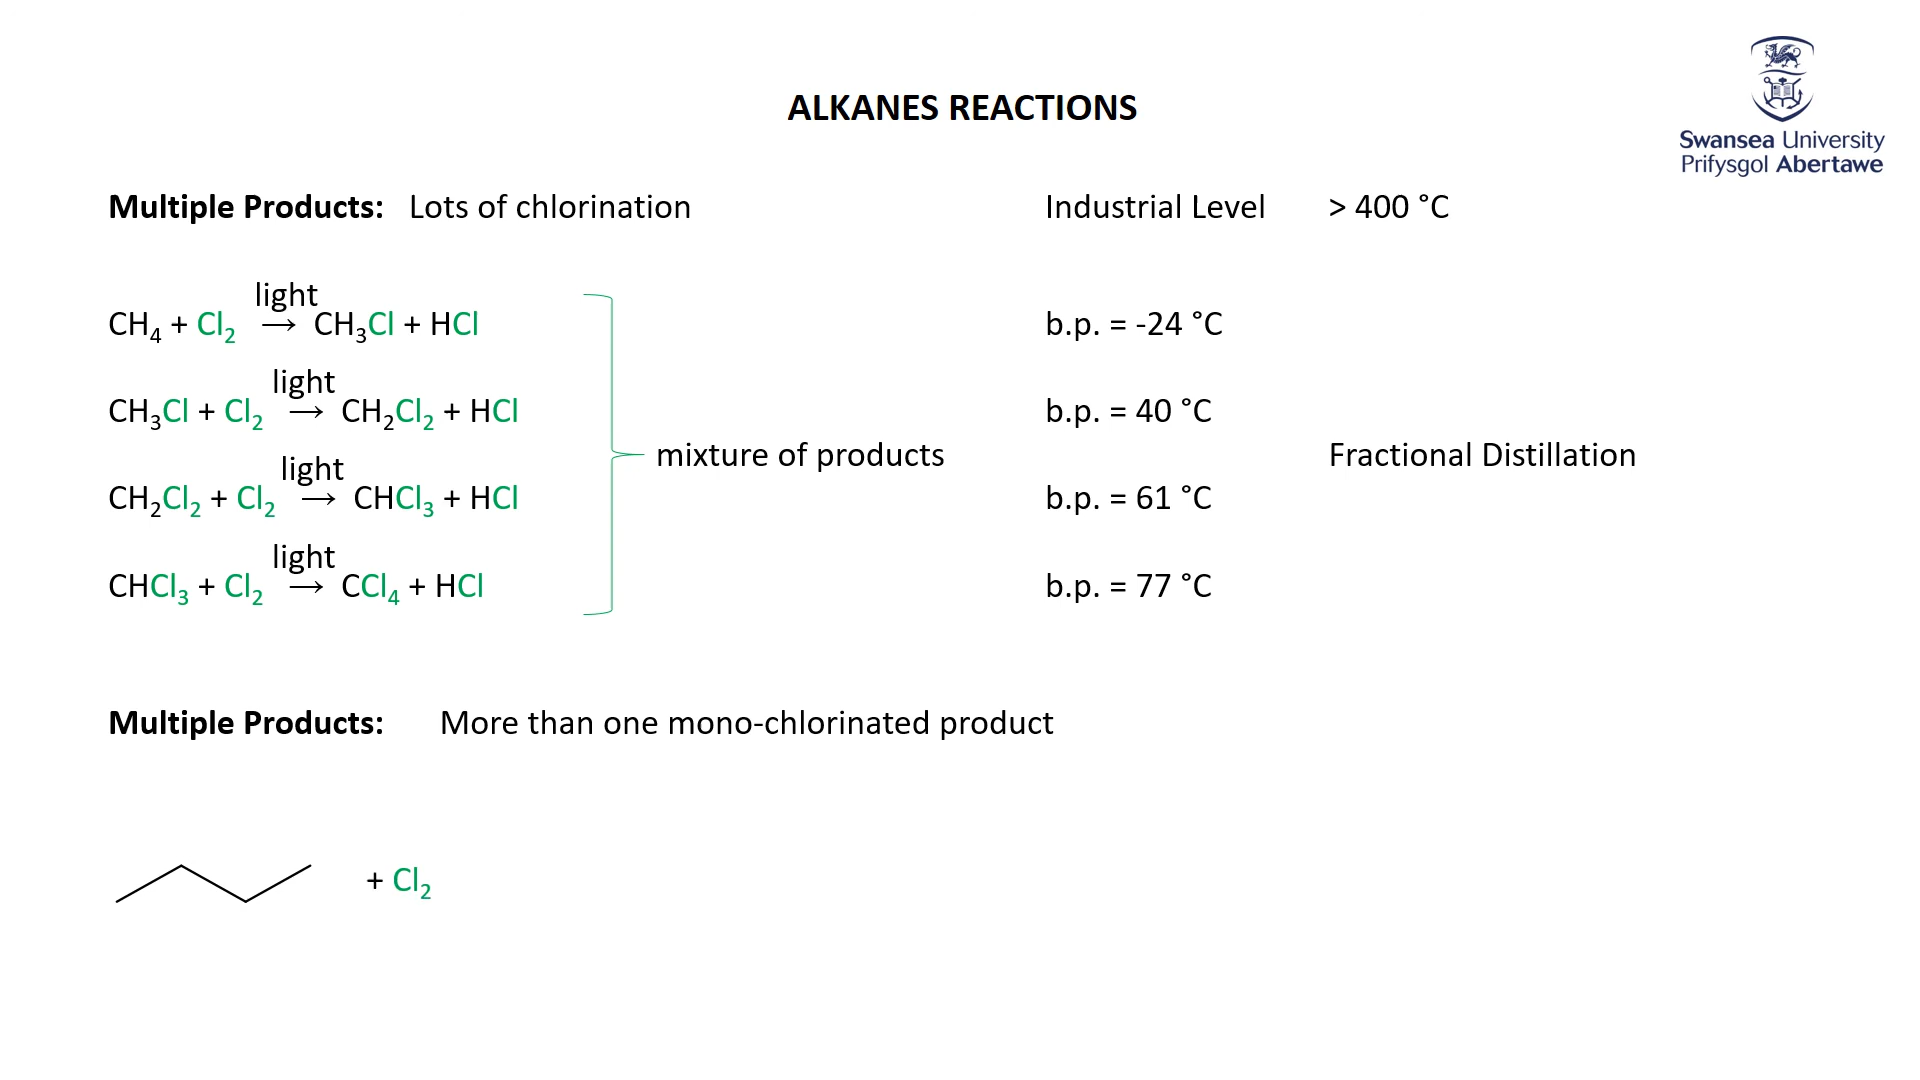 ALKANES REACTIONS
Swansea University
Prifysgol Abertawe
Multiple Products: Lots of chlorination
Industrial Level > 400 °C
light
CH₄ + Cl₂ → CH₃Cl + HCl
b.p. = -24 °C
light
CH₃Cl + Cl₂ → CH₂Cl₂ + HCl
b.p. = 40 °C
mixture of products
Fractional Distillation
light
CH₂Cl₂ + Cl₂ → CHCl₃ + HCl
b.p. = 61 °C
light
CHCl₃ + Cl₂ → CCl₄ + HCl
b.p. = 77 °C
Multiple Products: More than one mono-chlorinated product
+ Cl₂